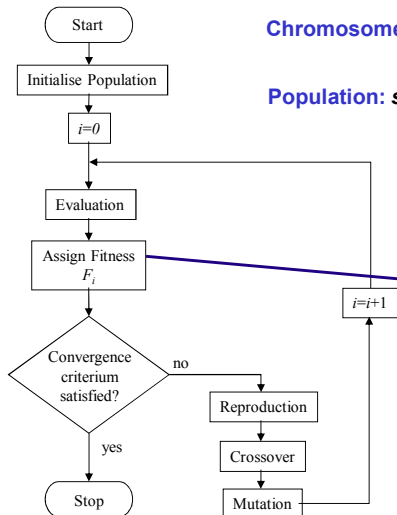 Start
Chromosome
Initialise Population
Population: s
i=0
Evaluation
Assign Fitness
Fi
i=i+1
Convergence
criterium
satisfied?
no
Reproduction
yes
Crossover
Stop
Mutation